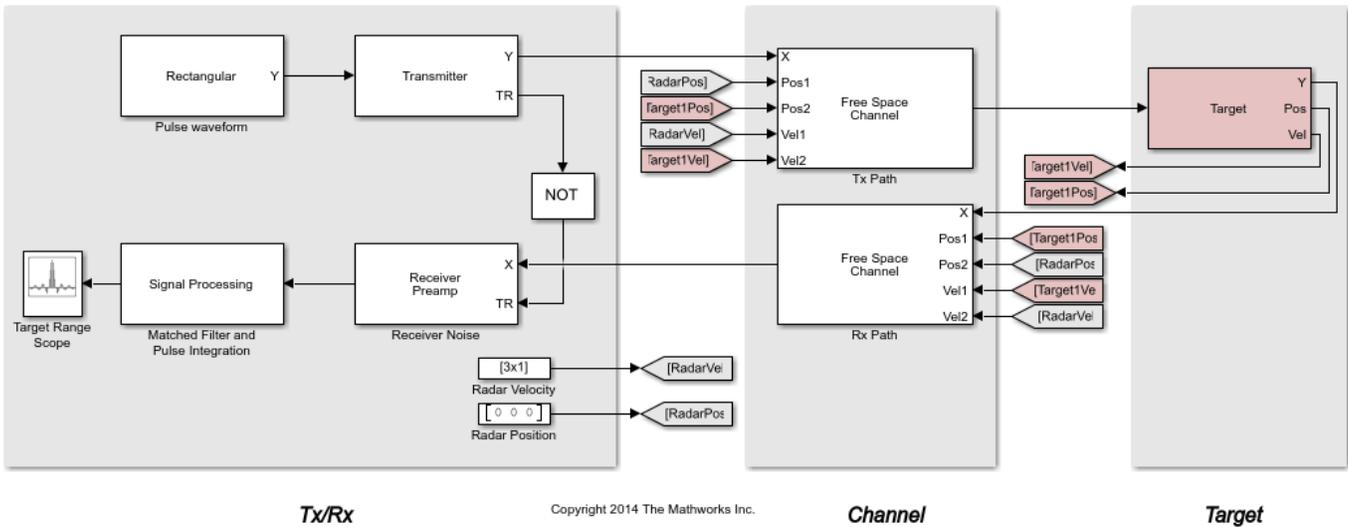 Rectangular
Y
Pulse waveform
Transmitter
Y
TR
NOT
Target Range
Scope
Signal Processing
Matched Filter and
Pulse Integration
Receiver
Preamp
X
TR
Receiver Noise
[3x1]
Radar Velocity
[RadarVel
[ 0 0 0 ]
Radar Position
[RadarPos
RadarPos]
Target1Pos]
RadarVel]
Target1Vel]
X
Pos1
Pos2
Vel1
Vel2
Free Space
Channel
Tx Path
X
Pos1
Pos2
Vel1
Vel2
Free Space
Channel
Rx Path
Target
Y
Pos
Vel
Target1Vel]
Target1Pos]
[Target1Pos
[RadarPos
[Target1Ve
[RadarVel
Tx/Rx
Copyright 2014 The Mathworks Inc.
Channel
Target